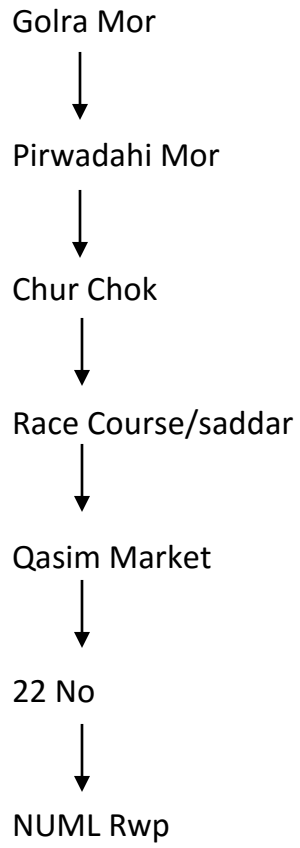 Golra Mor
Pirwadahi Mor
Chur Chok
Race Course/saddar
Qasim Market
22 No
NUML Rwp